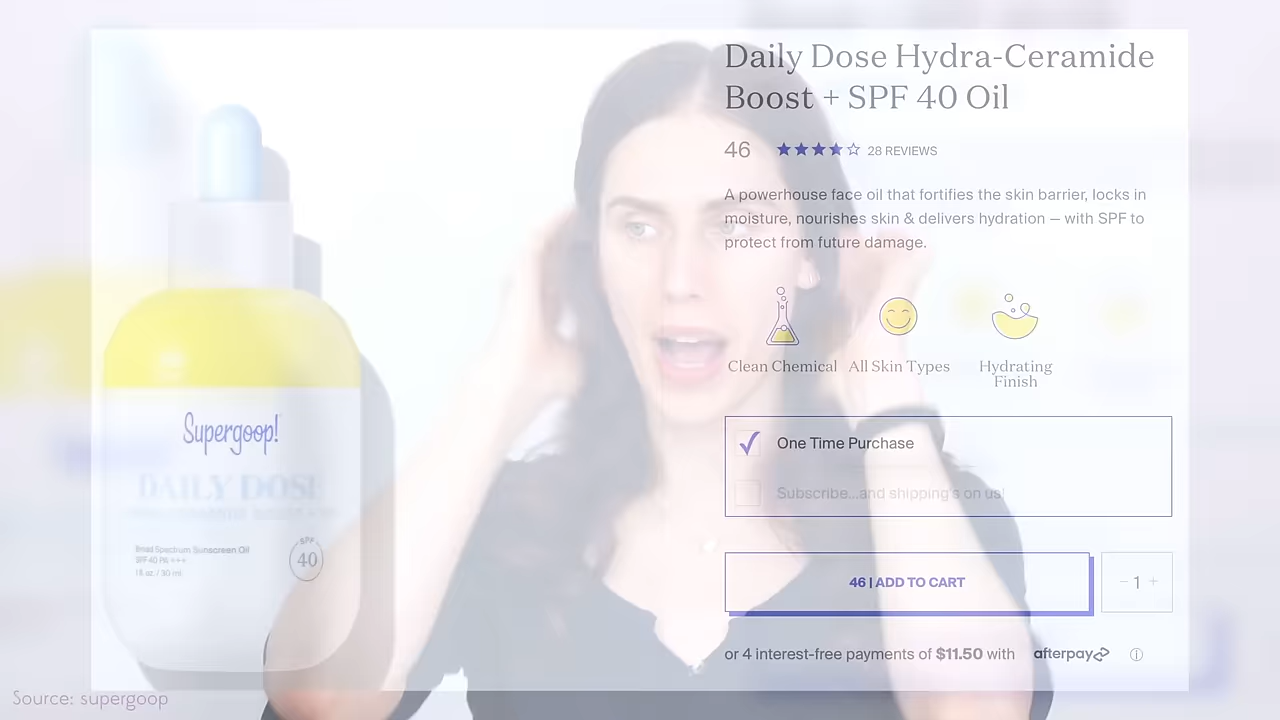 Daily Dose Hydra-Ceramide
Boost + SPF 40 Oil
46 28 REVIEWS
A powerhouse face oil that fortifies the skin barrier, locks in
moisture, nourishes skin & delivers hydration — with SPF to
protect from future damage.
Clean Chemical All Skin Types Hydrating
Finish
One Time Purchase
Subscribe...and shipping's on us!
46 | ADD TO CART
− 1 +
or 4 interest-free payments of $11.50 with afterpay
Supergoop!
DAILY DOSE
Broad Spectrum Sunscreen Oil
SPF 40 PA +++
1 fl oz. / 30 ml
SPF
40
Source: supergoop